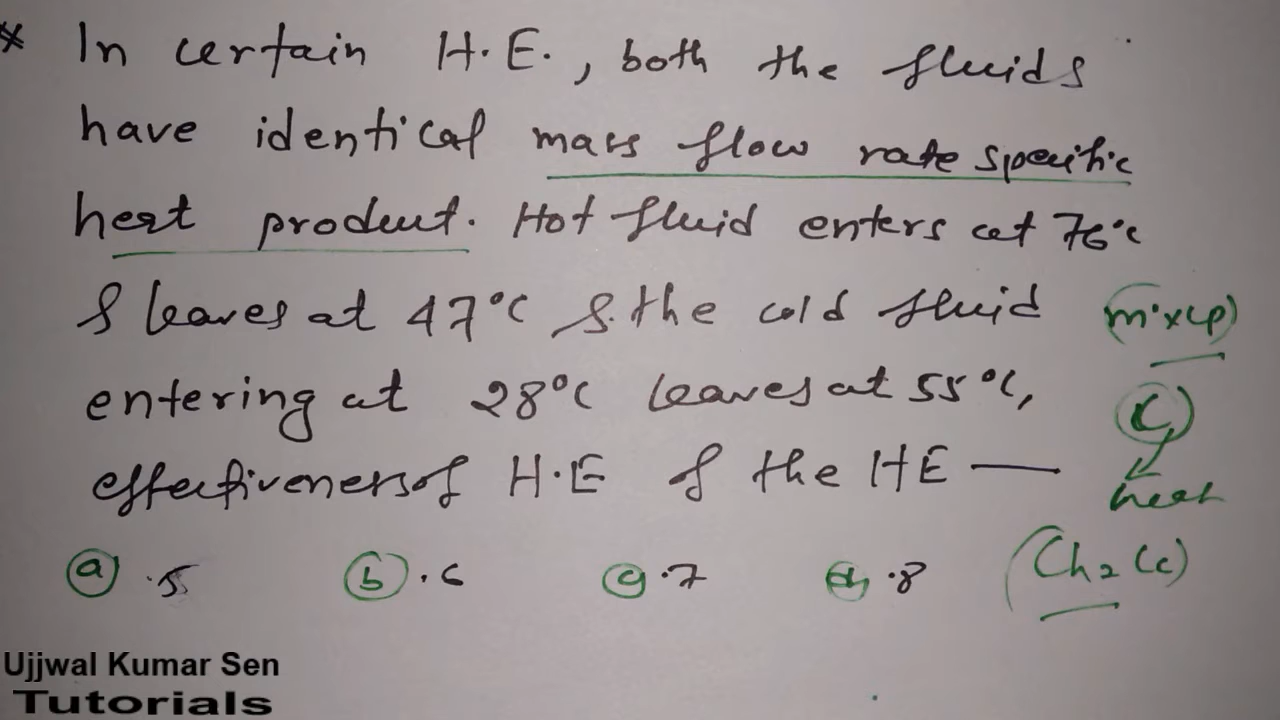 * In certain H.E., both the fluids
have identical mass flow rate specific
heat product. Hot fluid enters at 76°C
& leaves at 47°C & the cold fluid
(ṁ×Cp)
entering at 28°C leaves at 55°C,
(C)
effectiveness of H.E of the HE —
heat
(a) .5 (b) .6 (c) .7 (d) .8
(Ch = Cc)
Ujjwal Kumar Sen
Tutorials